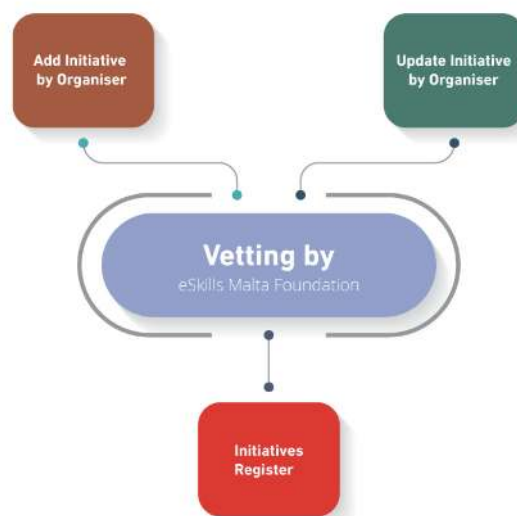 Add Initiative
by Organiser
Update Initiative
by Organiser
Vetting by
eSkills Malta Foundation
Initiatives
Register